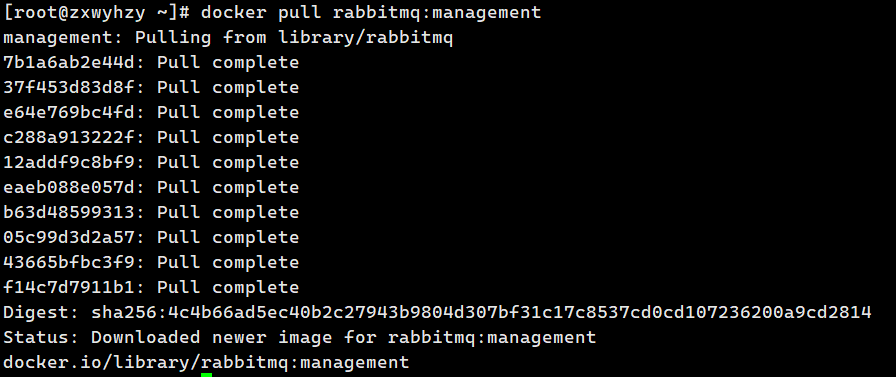 [root@zxwyhzy ~]# docker pull rabbitmq:management
management: Pulling from library/rabbitmq
7b1a6ab2e44d: Pull complete
37f453d83d8f: Pull complete
e64e769bc4fd: Pull complete
c288a913222f: Pull complete
12addf9c8bf9: Pull complete
eaeb088e057d: Pull complete
b63d48599313: Pull complete
05c99d3d2a57: Pull complete
43665bfbc3f9: Pull complete
f14c7d7911b1: Pull complete
Digest: sha256:4c4b66ad5ec40b2c27943b9804d307bf31c17c8537cd0cd107236200a9cd2814
Status: Downloaded newer image for rabbitmq:management
docker.io/library/rabbitmq:management